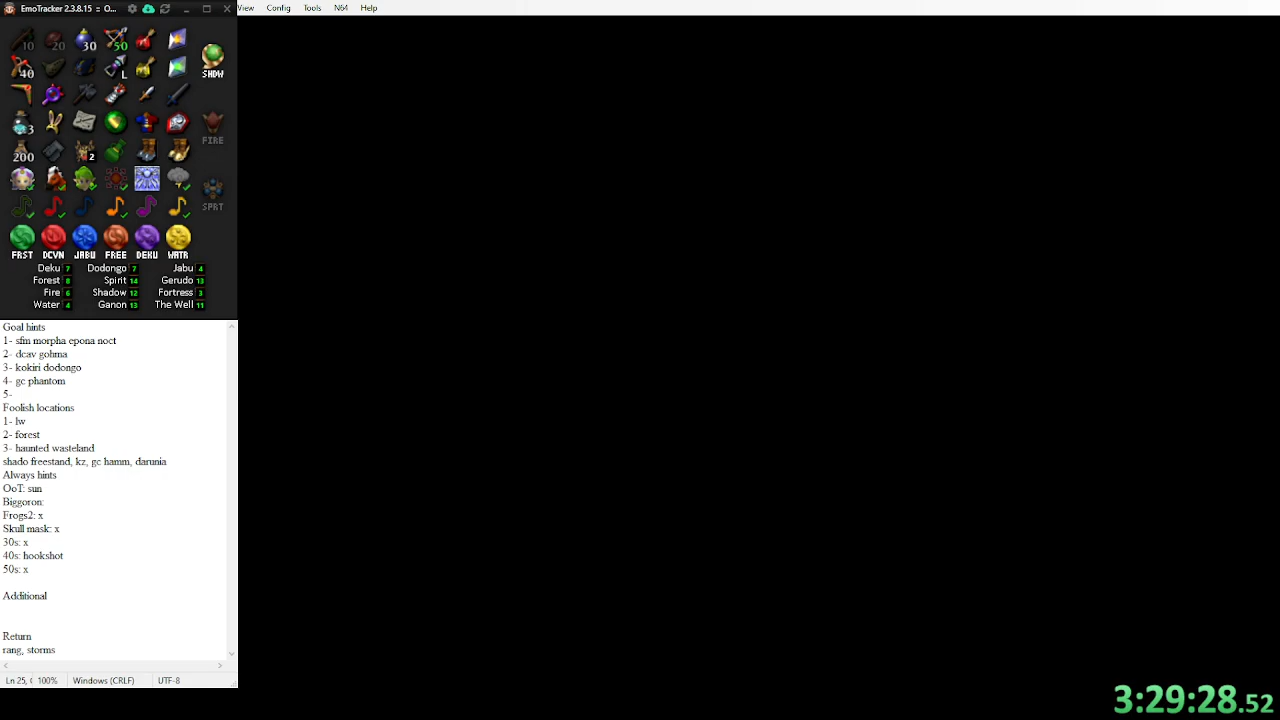 EmoTracker 2.3.8.15 :: O...
View Config Tools N64 Help
10 20 30 50
40 L SHDW
3 FIRE
200 2
SPRT
FRST DCVN JABU FREE DEKU WATR
Deku 7 Dodongo 7 Jabu 4
Forest 8 Spirit 14 Gerudo 13
Fire 6 Shadow 12 Fortress 3
Water 4 Ganon 13 The Well 11
Goal hints
1- sfm morpha epona noct
2- dcav gohma
3- kokiri dodongo
4- gc phantom
5-
Foolish locations
1- lw
2- forest
3- haunted wasteland
shado freestand, kz, gc hamm, darunia
Always hints
OoT: sun
Biggoron:
Frogs2: x
Skull mask: x
30s: x
40s: hookshot
50s: x
Additional
Return
rang, storms
Ln 25, 100% Windows (CRLF) UTF-8
3:29:28.52